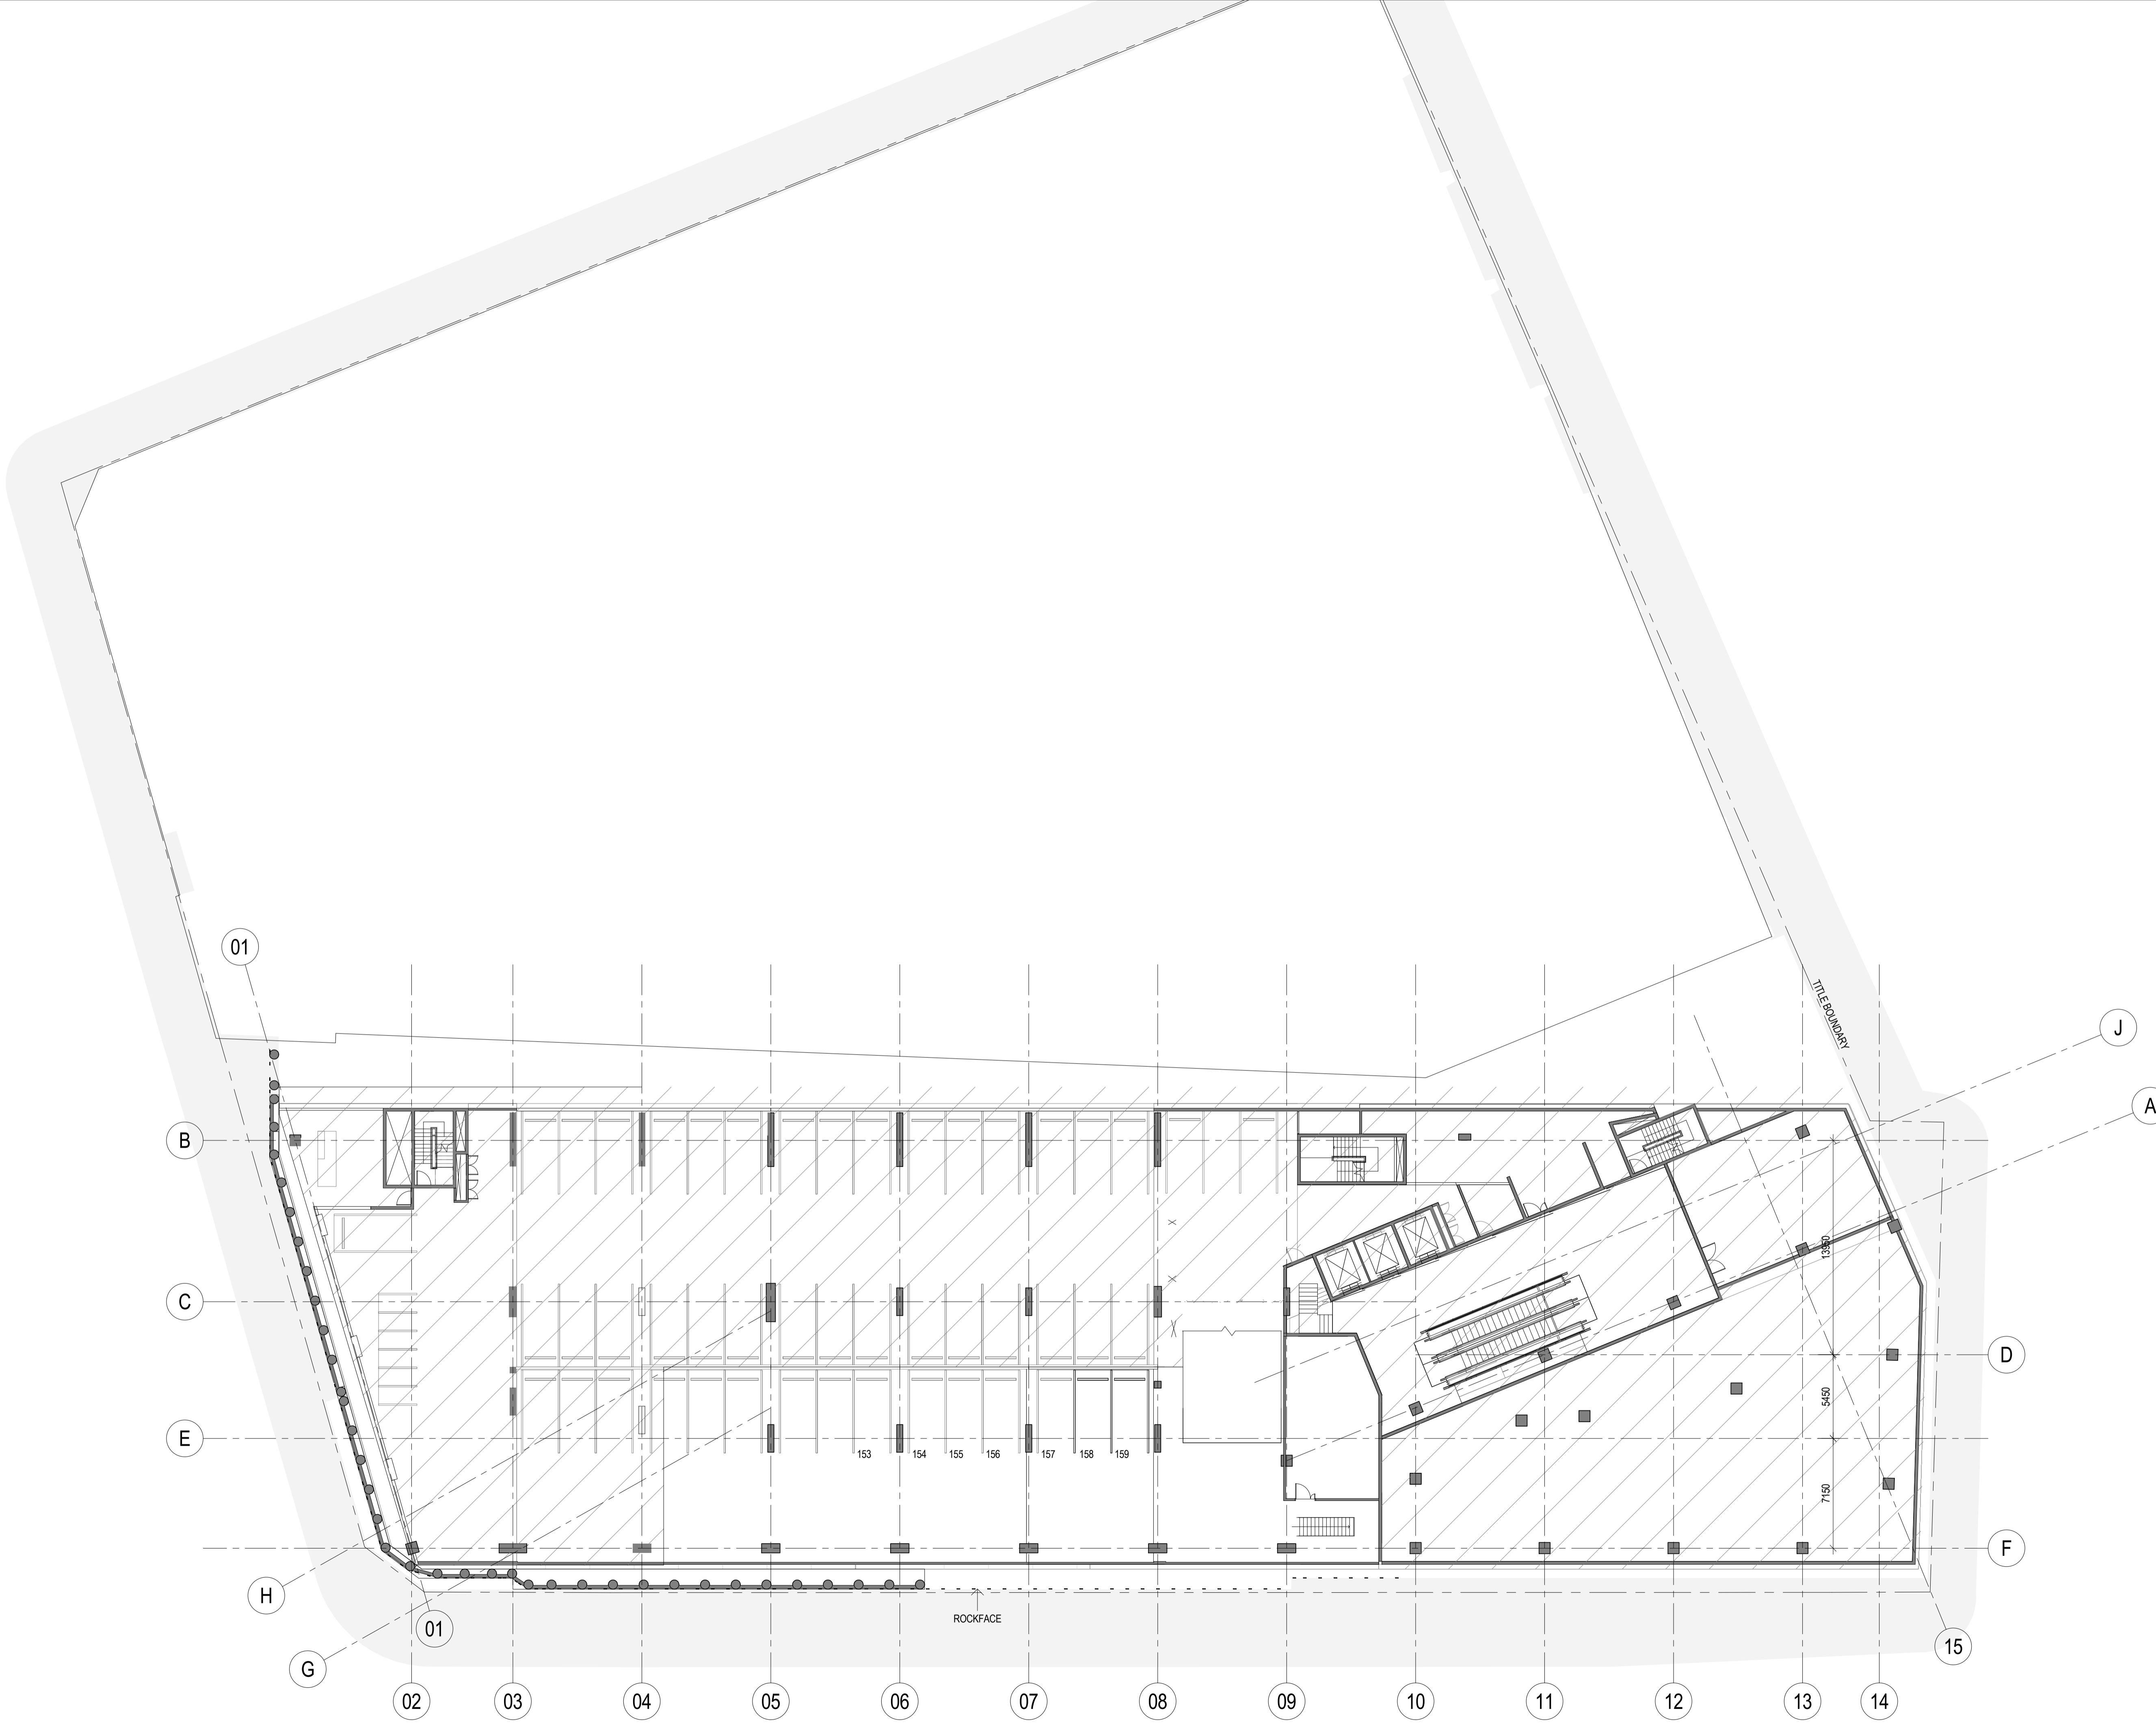 01
TITLE BOUNDARY
J
A
B
13950
C
D
5450
E
153 154 155 156 157 158 159
7150
F
H
ROCKFACE
01
15
G
02 03 04 05 06 07 08 09 10 11 12 13 14